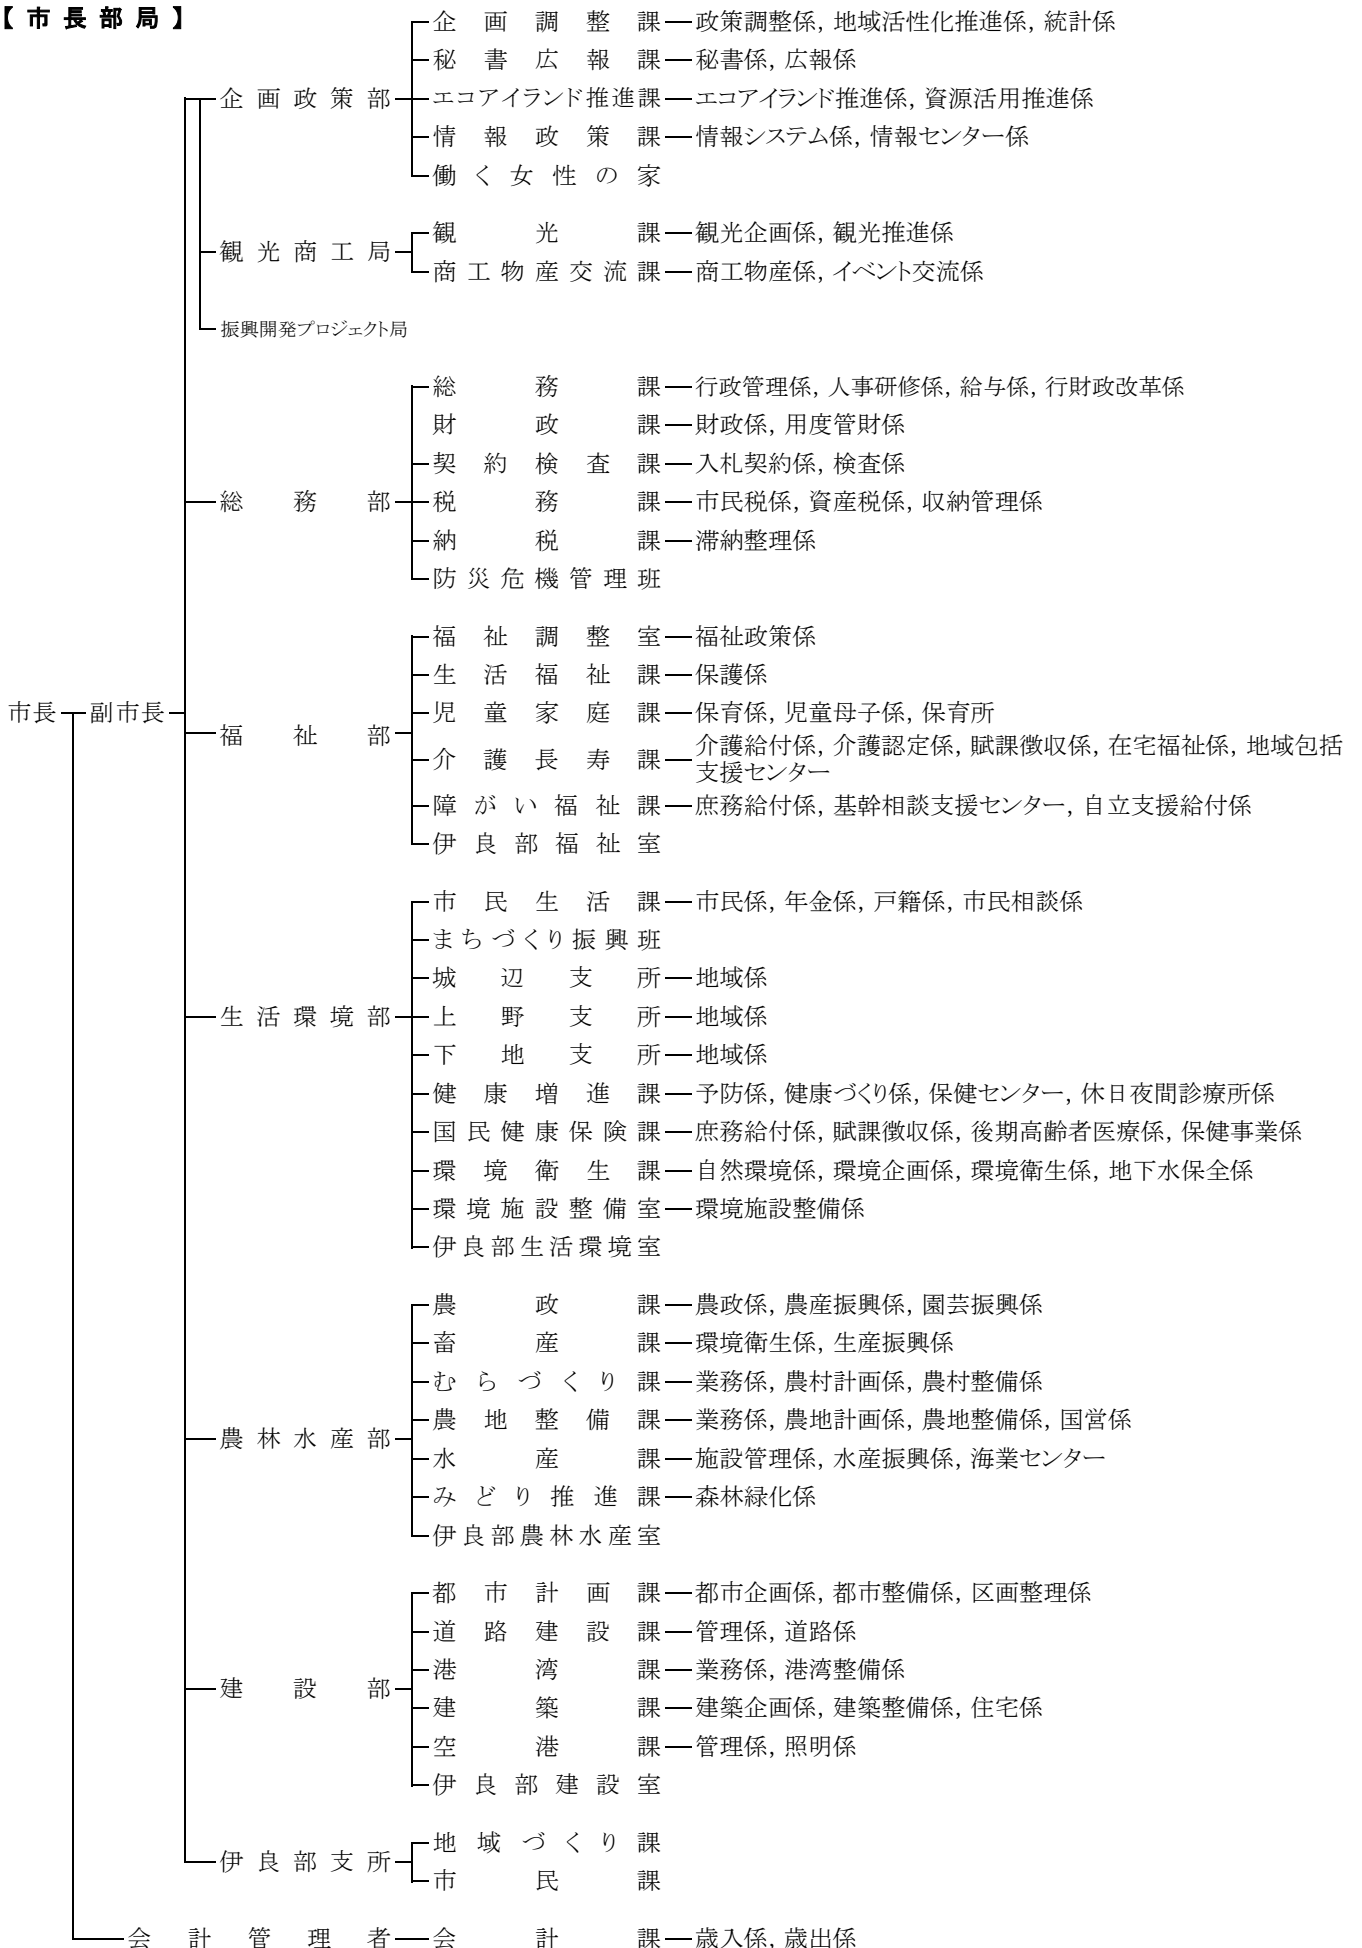 【市長部局】
企画調整課 政策調整係, 地域活性化推進係, 統計係
秘書広報課 秘書係, 広報係
企画政策部 エコアイランド推進課 エコアイランド推進係, 資源活用推進係
情報政策課 情報システム係, 情報センター係
働く女性の家
観光課 観光企画係, 観光推進係
観光商工局
商工物産交流課 商工物産係, イベント交流係
振興開発プロジェクト局
総務課 行政管理係, 人事研修係, 給与係, 行財政改革係
財政課 財政係, 用度管財係
契約検査課 入札契約係, 検査係
総務部 税務課 市民税係, 資産税係, 収納管理係
納税課 滞納整理係
防災危機管理班
福祉調整室 福祉政策係
生活福祉課 保護係
市長 副市長 児童家庭課 保育係, 児童母子係, 保育所
福祉部
介護長寿課 介護給付係, 介護認定係, 賦課徴収係, 在宅福祉係, 地域包括
支援センター
障がい福祉課 庶務給付係, 基幹相談支援センター, 自立支援給付係
伊良部福祉室
市民生活課 市民係, 年金係, 戸籍係, 市民相談係
まちづくり振興班
城辺支所 地域係
生活環境部 上野支所 地域係
下地支所 地域係
健康増進課 予防係, 健康づくり係, 保健センター, 休日夜間診療所係
国民健康保険課 庶務給付係, 賦課徴収係, 後期高齢者医療係, 保健事業係
環境衛生課 自然環境係, 環境企画係, 環境衛生係, 地下水保全係
環境施設整備室 環境施設整備係
伊良部生活環境室
農政課 農政係, 農産振興係, 園芸振興係
畜産課 環境衛生係, 生産振興係
むらづくり課 業務係, 農村計画係, 農村整備係
農地整備課 業務係, 農地計画係, 農地整備係, 国営係
農林水産部
水産課 施設管理係, 水産振興係, 海業センター
みどり推進課 森林緑化係
伊良部農林水産室
都市計画課 都市企画係, 都市整備係, 区画整理係
道路建設課 管理係, 道路係
港湾課 業務係, 港湾整備係
建設部
建築課 建築企画係, 建築整備係, 住宅係
空港課 管理係, 照明係
伊良部建設室
地域づくり課
伊良部支所
市民課
会計管理者 会計課 歳入係, 歳出係